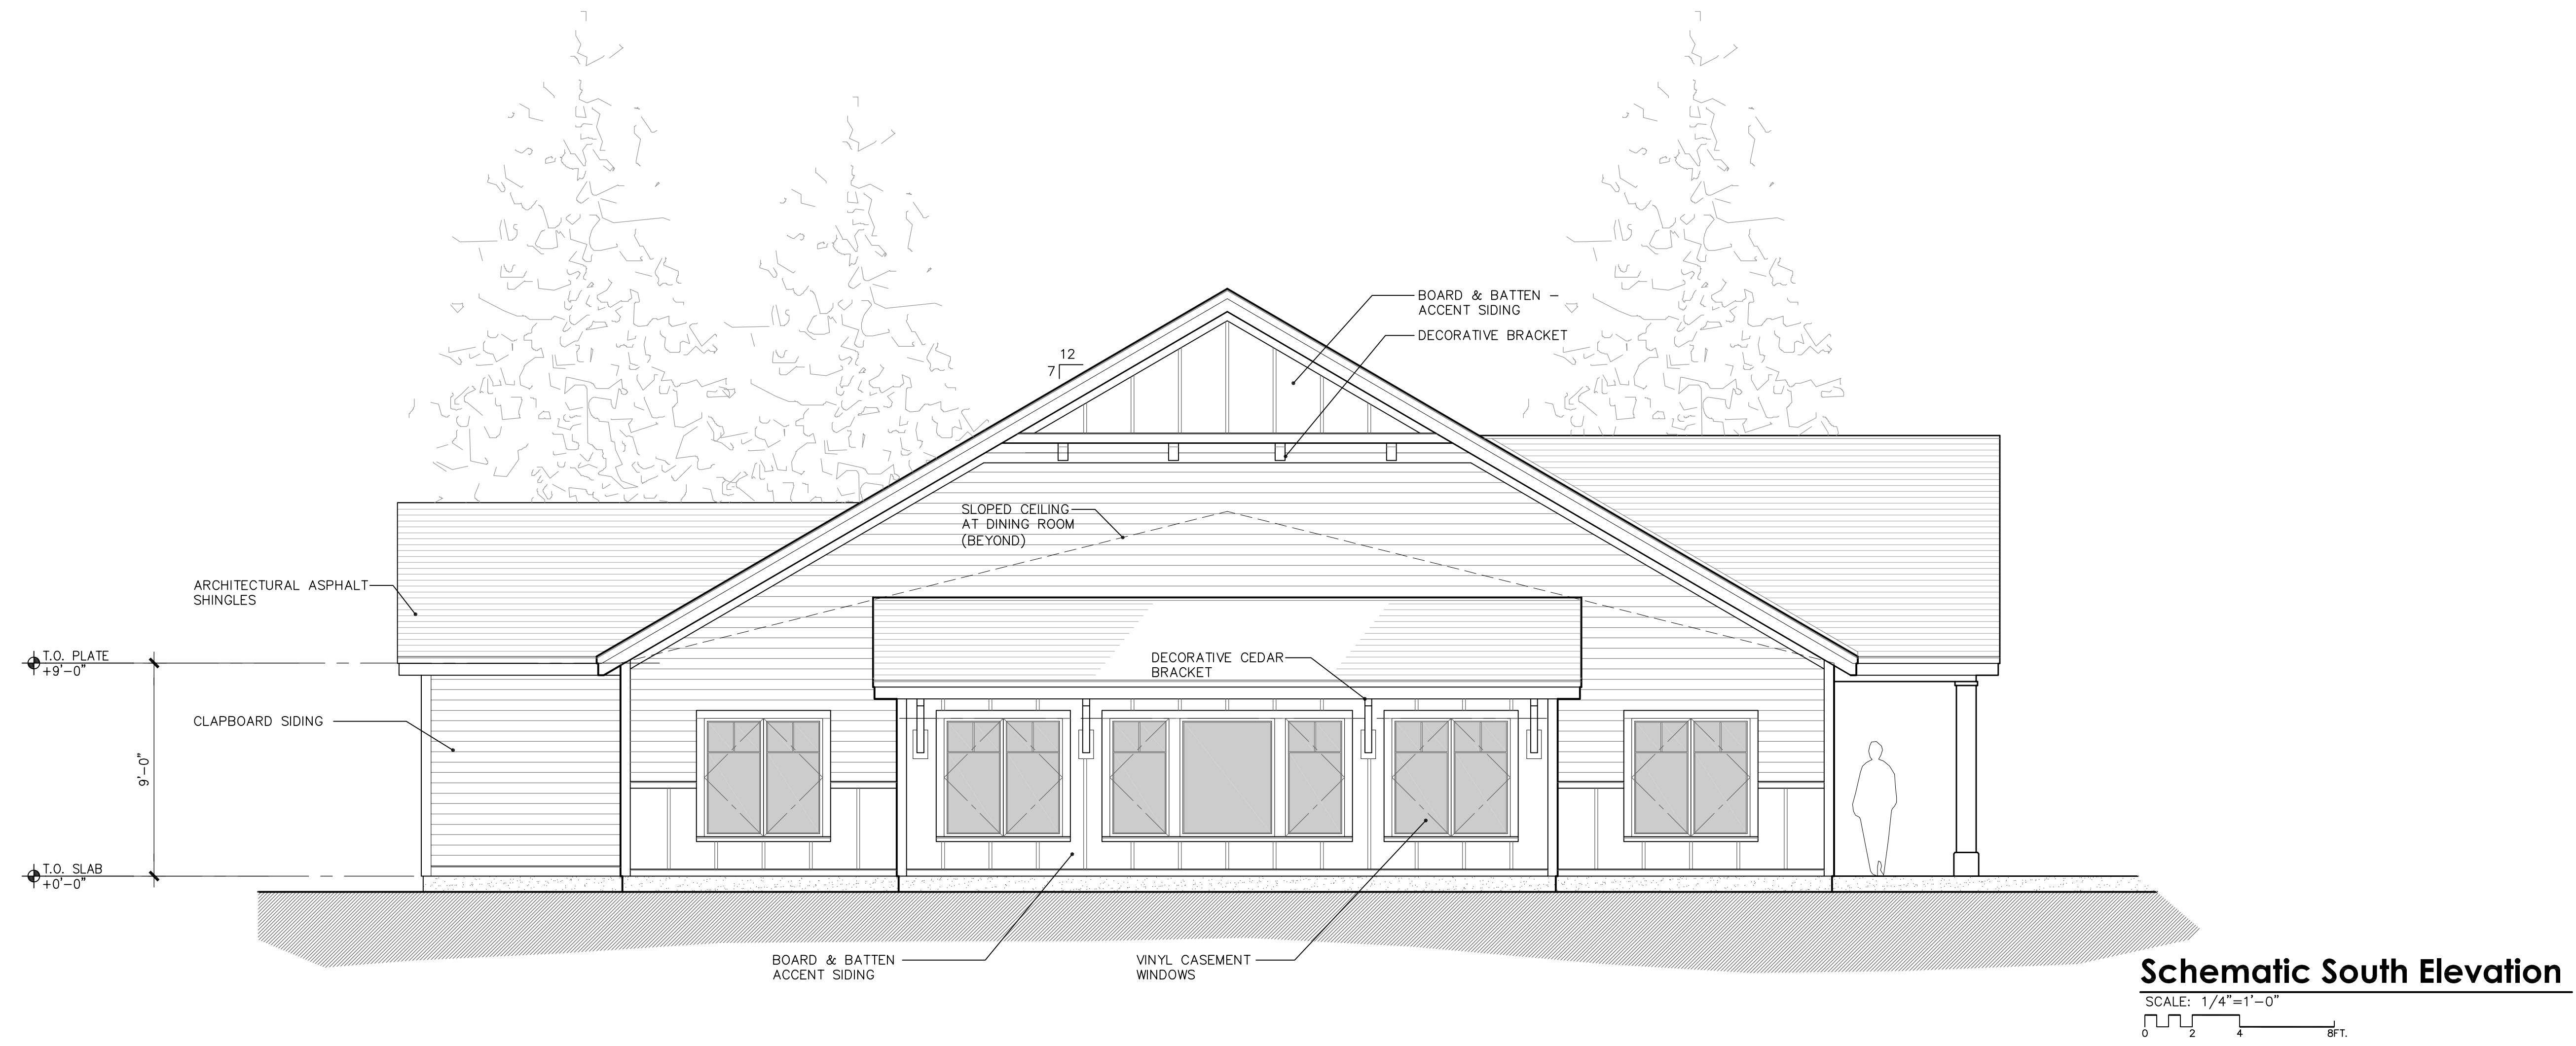 BOARD & BATTEN –
ACCENT SIDING
DECORATIVE BRACKET
12
7
SLOPED CEILING
AT DINING ROOM
(BEYOND)
ARCHITECTURAL ASPHALT
SHINGLES
T.O. PLATE
+9'-0"
DECORATIVE CEDAR
BRACKET
CLAPBOARD SIDING
9'-0"
T.O. SLAB
+0'-0"
BOARD & BATTEN
ACCENT SIDING
VINYL CASEMENT
WINDOWS
Schematic South Elevation
SCALE: 1/4"=1'-0"
0 2 4 8FT.